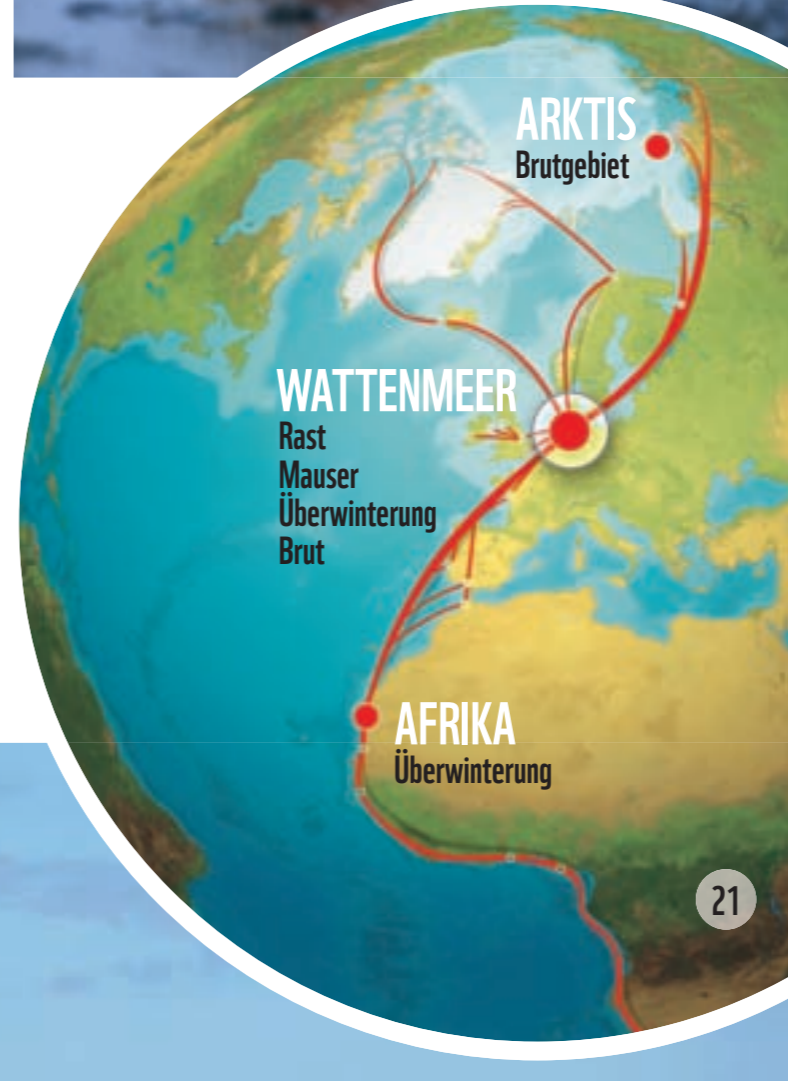 ARKTIS
Brutgebiet
WATTENMEER
Rast
Mauser
Überwinterung
Brut
AFRIKA
Überwinterung
21